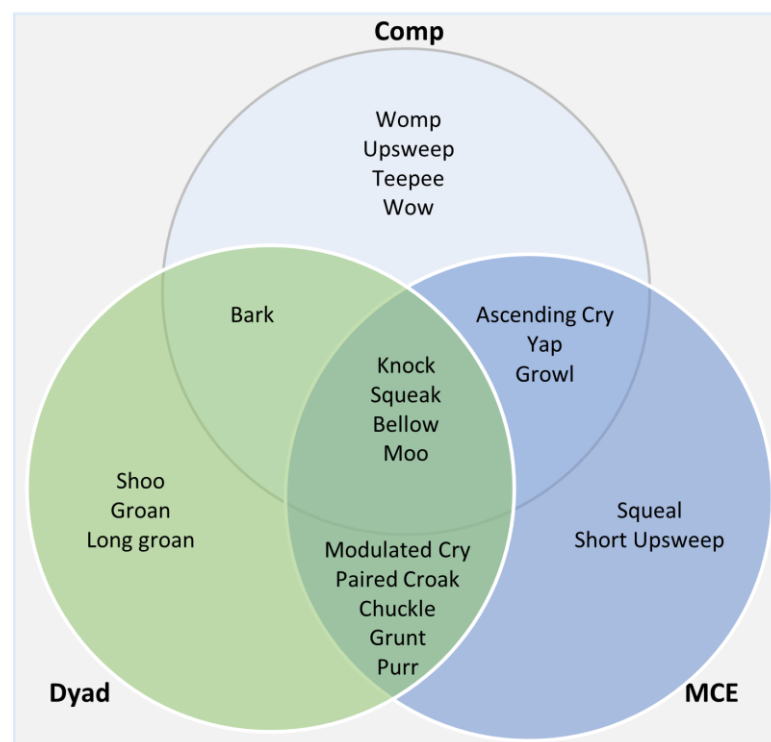 Comp
Womp
Upsweep
Teepee
Wow
Bark
Ascending Cry
Yap
Growl
Knock
Squeak
Bellow
Moo
Shoo
Groan
Long groan
Squeal
Short Upsweep
Modulated Cry
Paired Croak
Chuckle
Grunt
Purr
Dyad
MCE